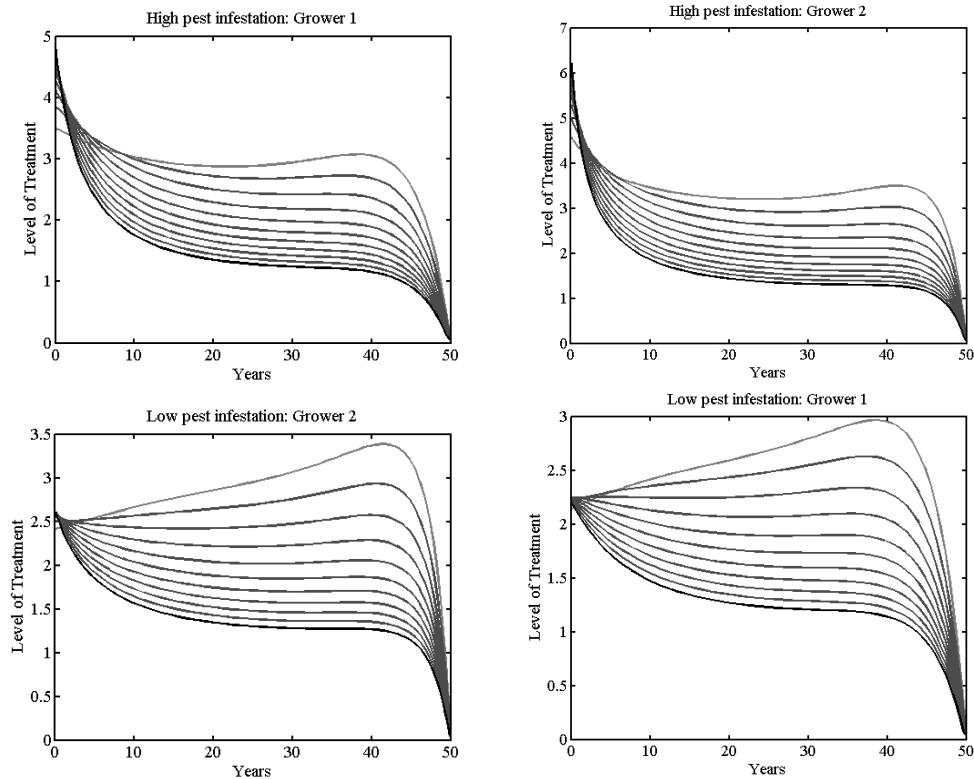 High pest infestation: Grower 1
5
4
3
2
1
0
Level of Treatment
0 10 20 30 40 50
Years
High pest infestation: Grower 2
7
6
5
4
3
2
1
0
Level of Treatment
0 10 20 30 40 50
Years
Low pest infestation: Grower 2
3.5
3
2.5
2
1.5
1
0.5
0
Level of Treatment
0 10 20 30 40 50
Years
Low pest infestation: Grower 1
3
2.5
2
1.5
1
0.5
0
Level of Treatment
0 10 20 30 40 50
Years